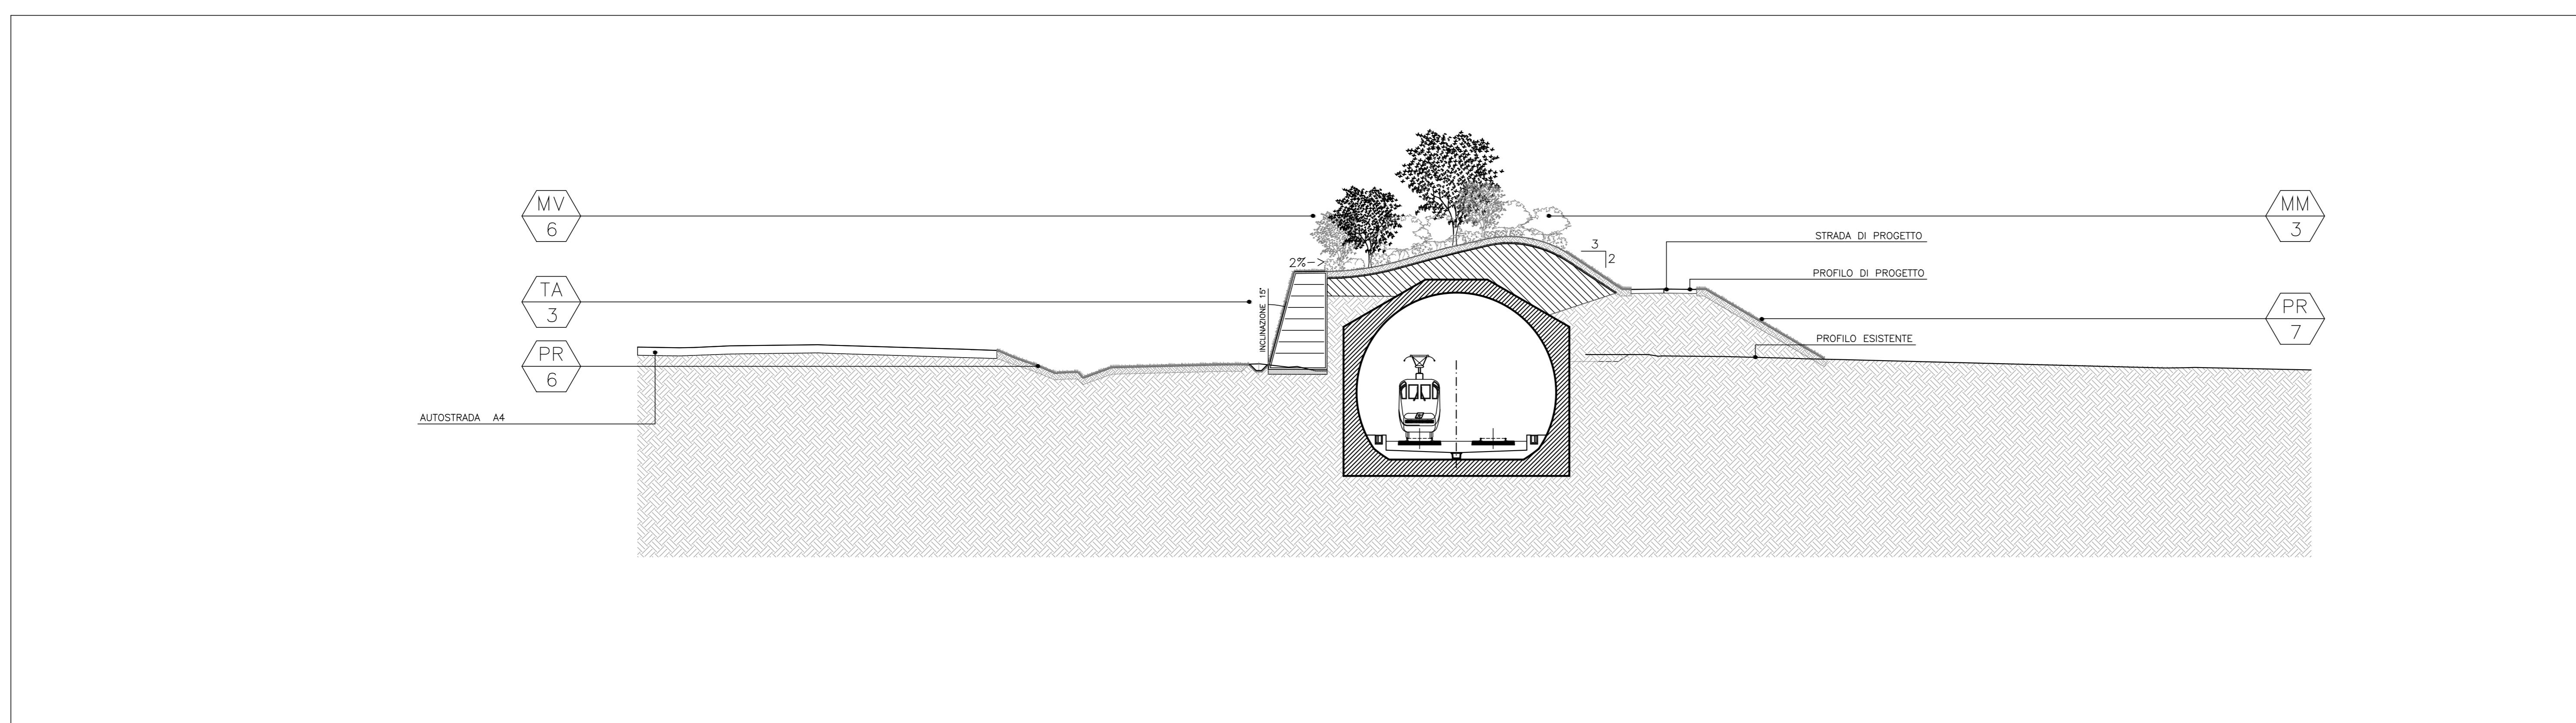 MV
6
MM
3
STRADA DI PROGETTO
3
2
2%->
PROFILO DI PROGETTO
TA
3
INCLINAZIONE 15°
PR
7
PROFILO ESISTENTE
PR
6
AUTOSTRADA A4